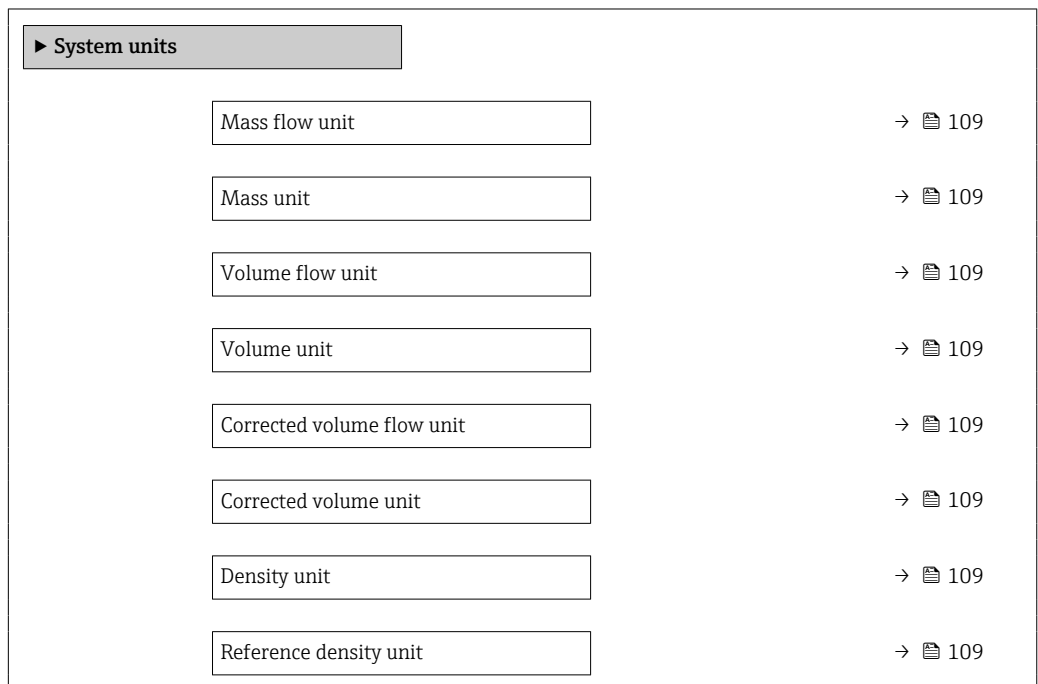 ▶ System units
Mass flow unit → 109
Mass unit → 109
Volume flow unit → 109
Volume unit → 109
Corrected volume flow unit → 109
Corrected volume unit → 109
Density unit → 109
Reference density unit → 109